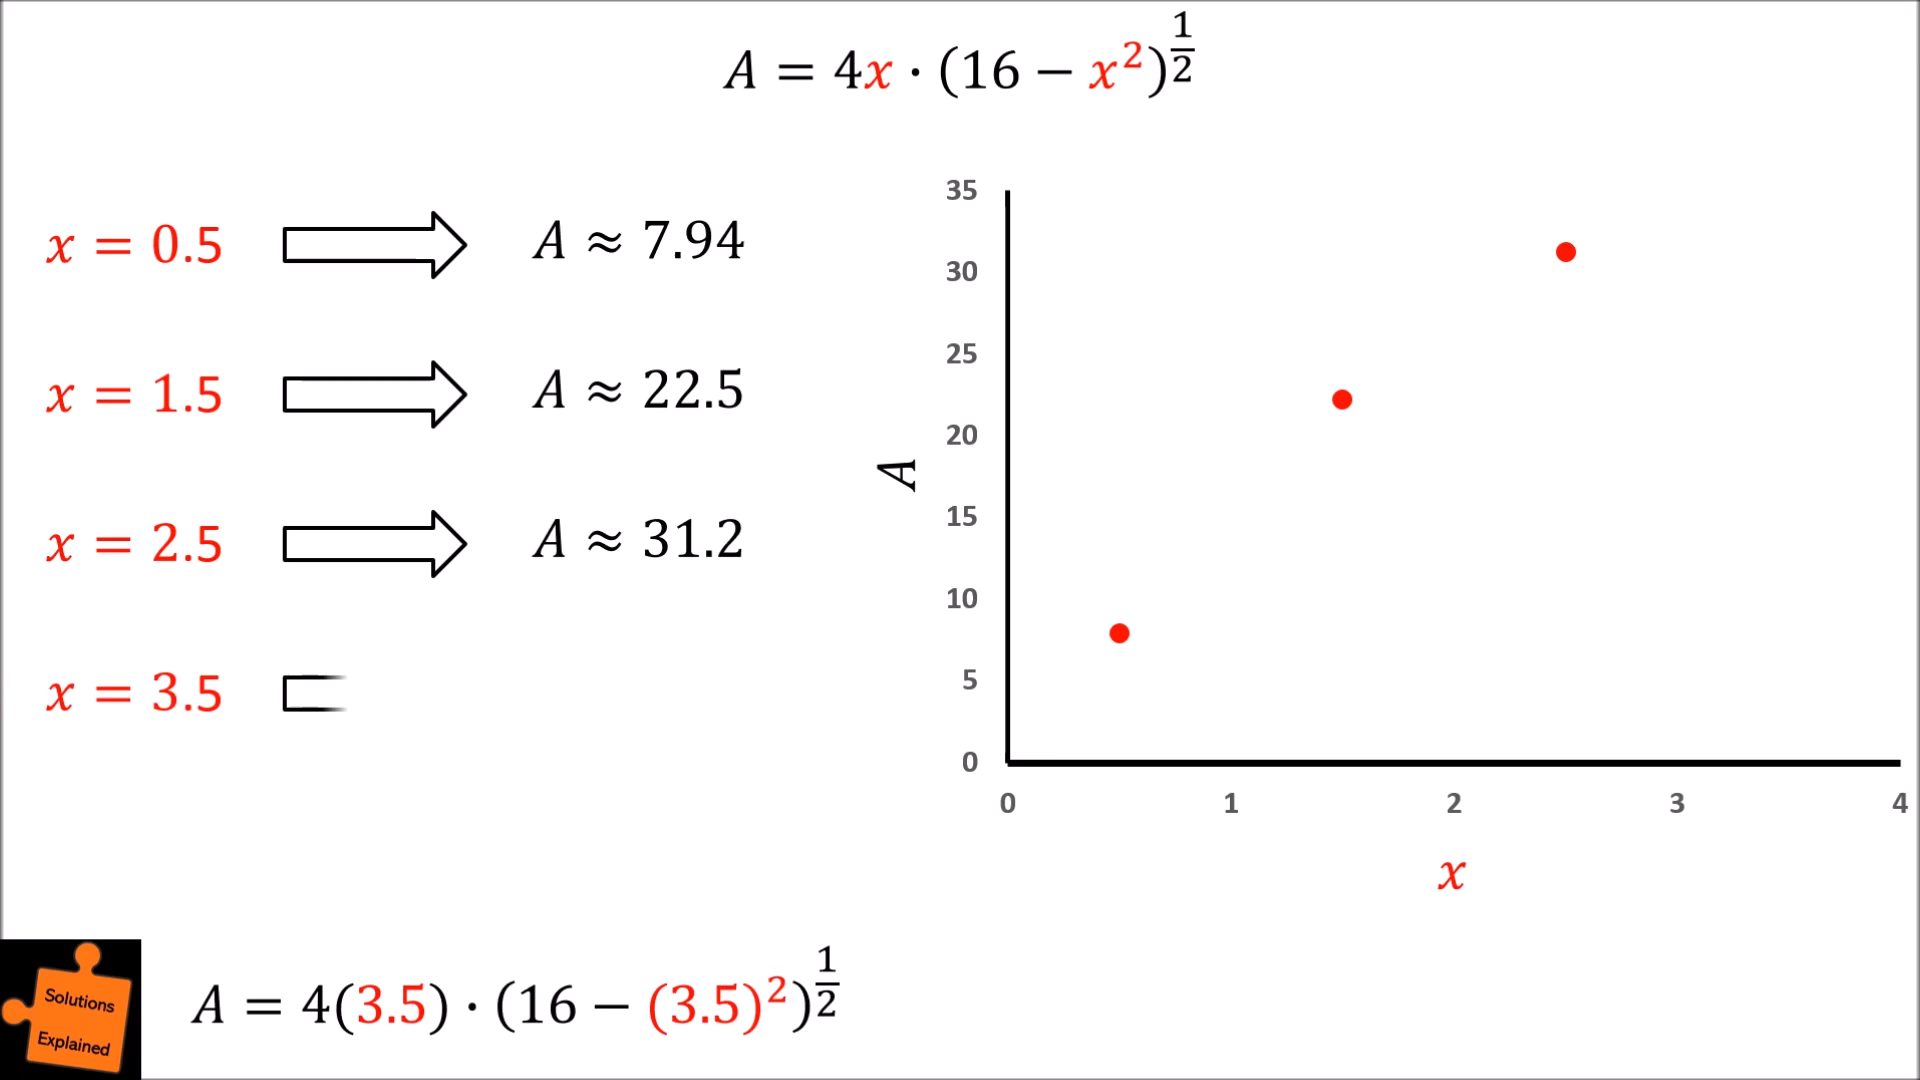 A = 4x · (16 − x²)^(1/2)
x = 0.5 A ≈ 7.94
x = 1.5 A ≈ 22.5
x = 2.5 A ≈ 31.2
x = 3.5
35
30
25
20
15
10
5
0
A
0 1 2 3 4
x
Solutions
Explained
A = 4(3.5) · (16 − (3.5)²)^(1/2)